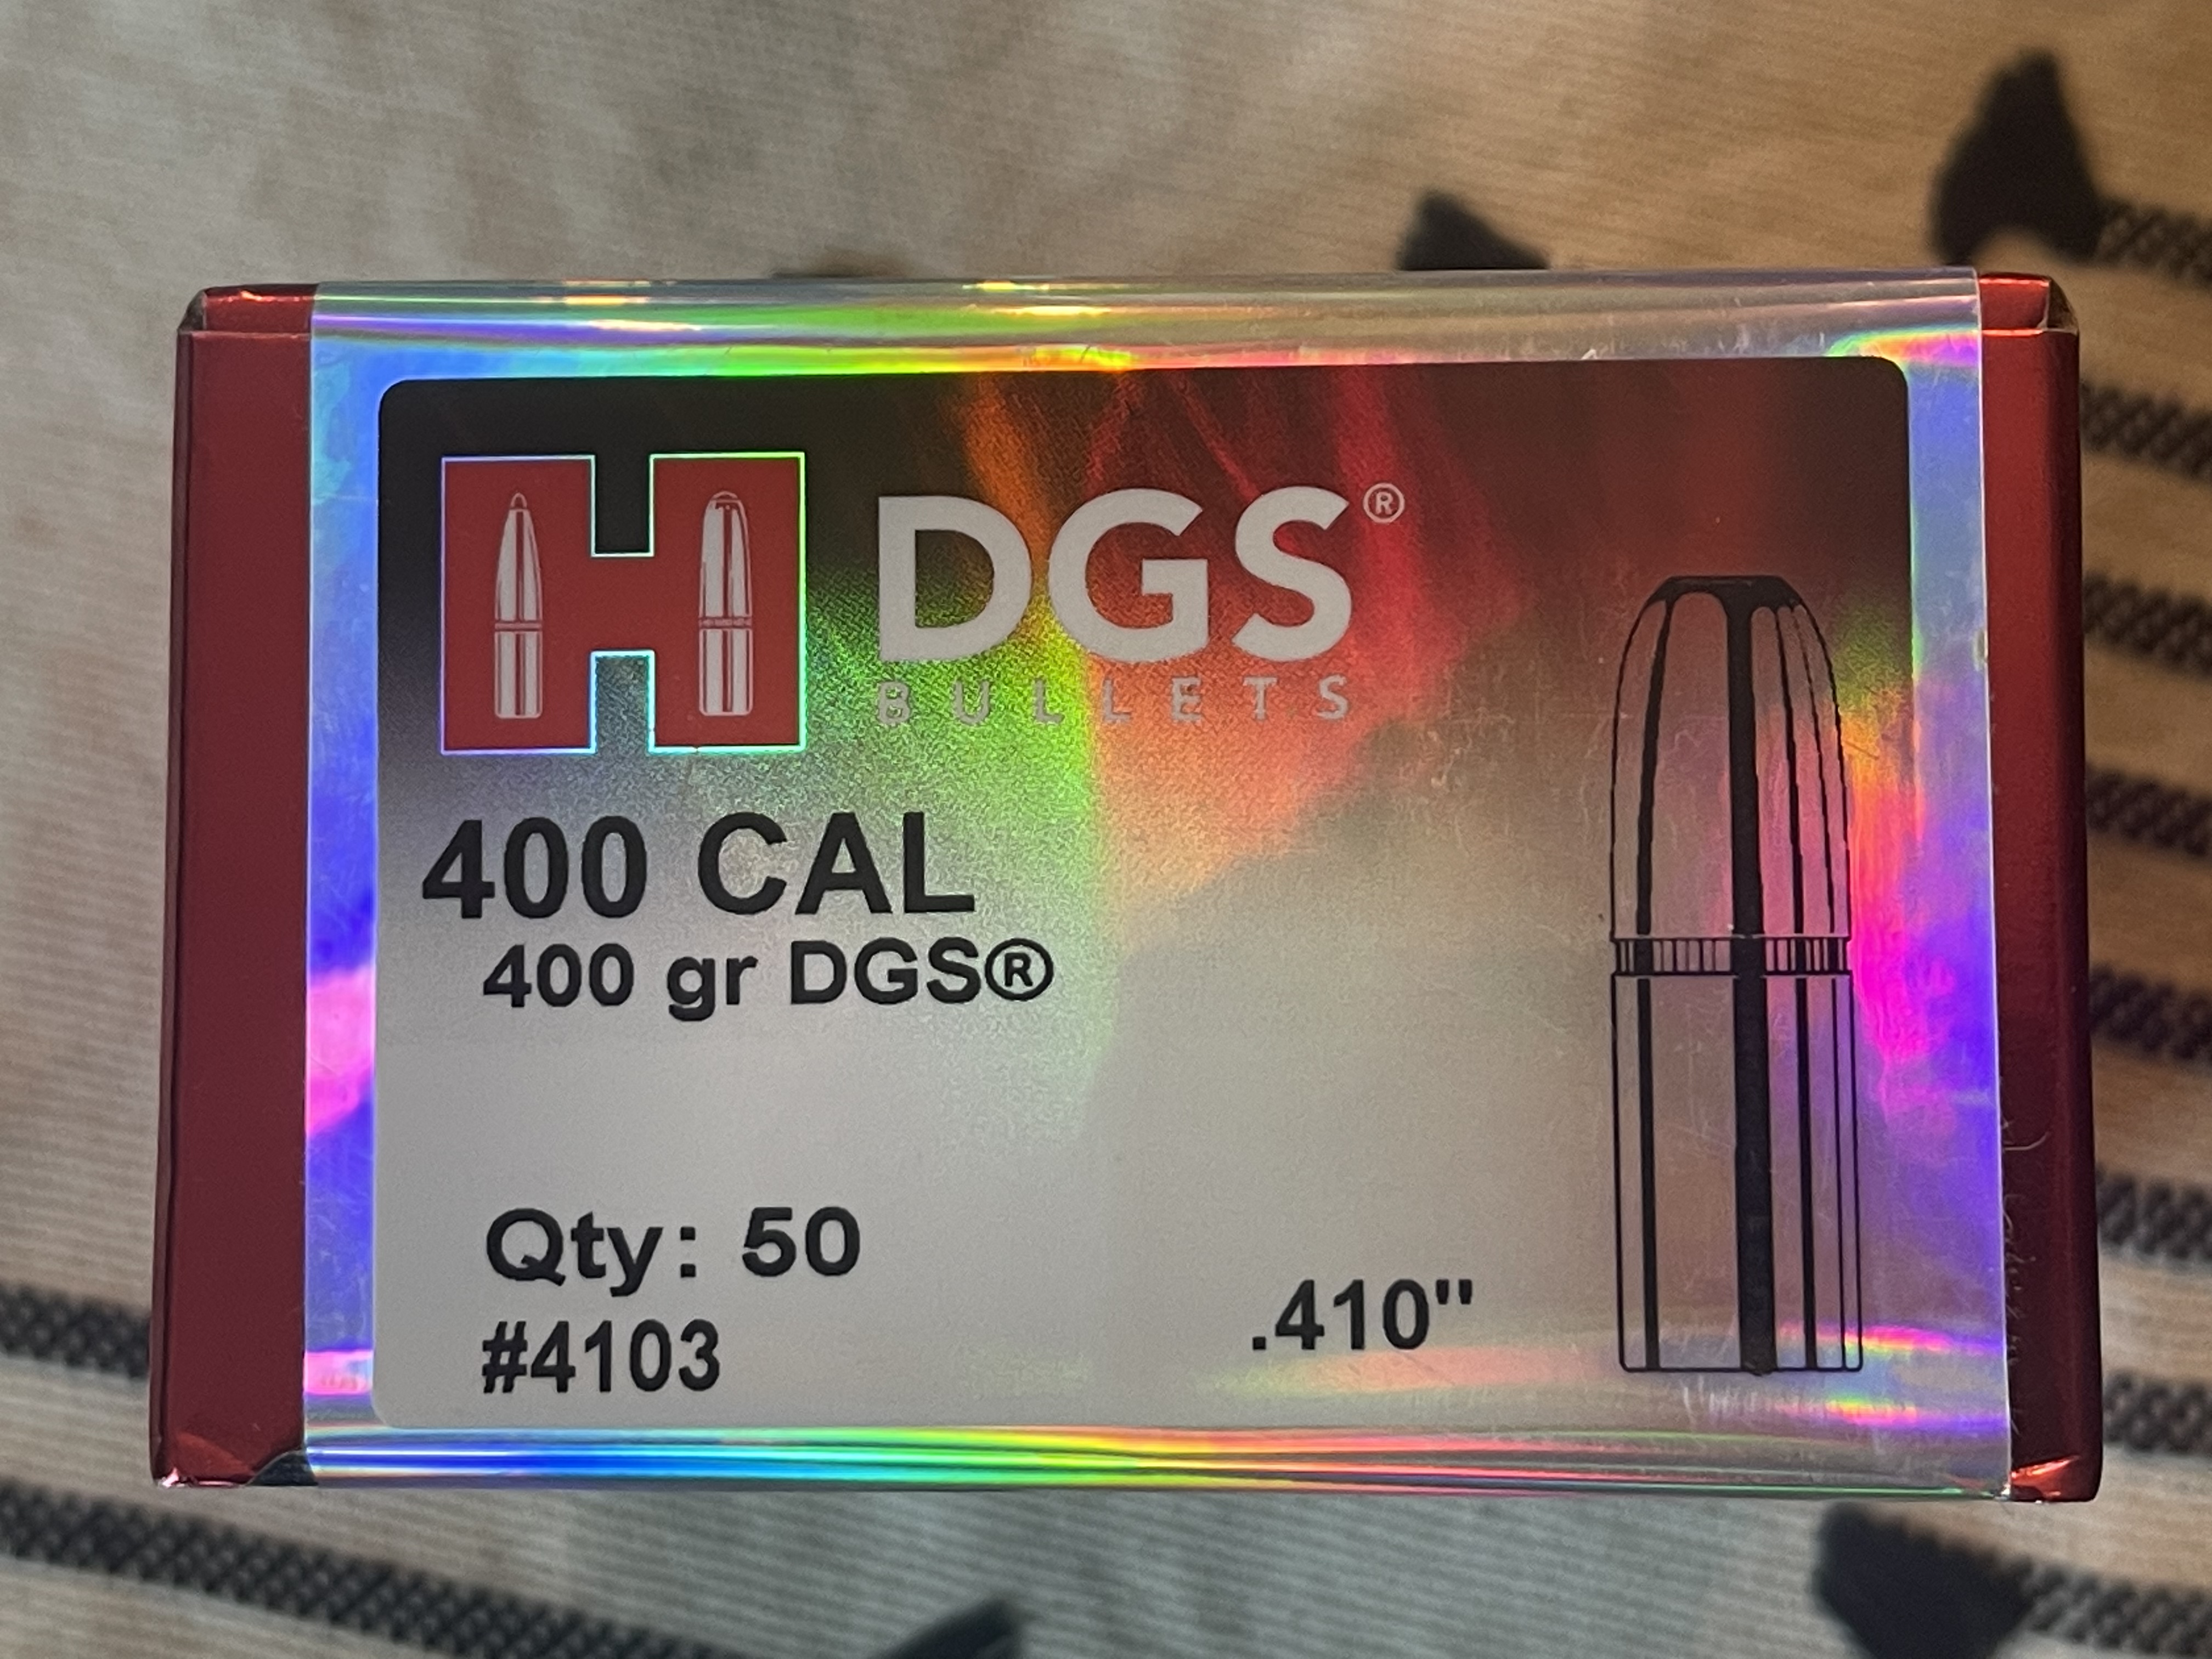 H DGS®
BULLETS
400 CAL
400 gr DGS®
Qty: 50
#4103
.410"